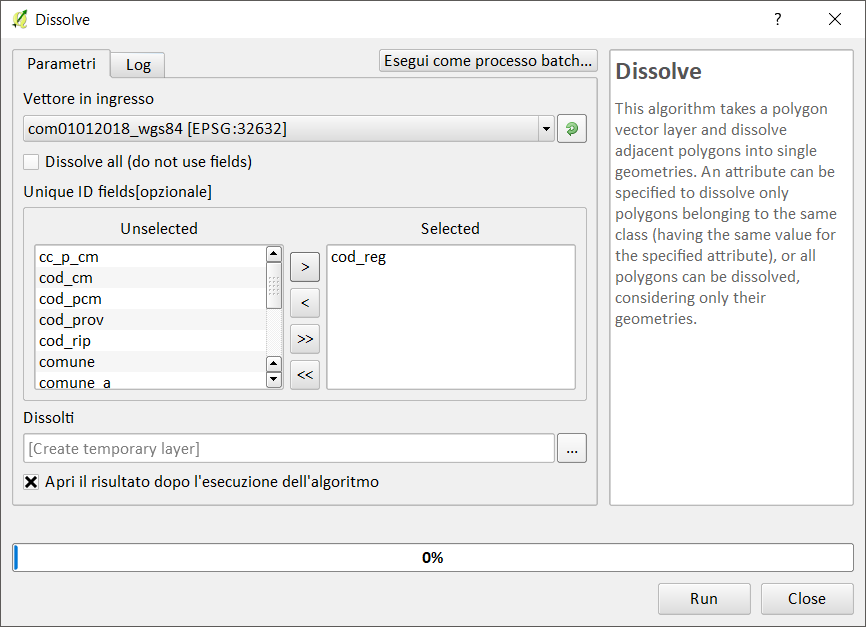 Dissolve
?
Parametri
Log
Esegui come processo batch...
Vettore in ingresso
com01012018_wgs84 [EPSG:32632]
Dissolve all (do not use fields)
Unique ID fields[opzionale]
Unselected
Selected
cc_p_cm
cod_cm
cod_pcm
cod_prov
cod_rip
comune
comune_a
>
<
>>
<<
cod_reg
Dissolti
[Create temporary layer]
...
Apri il risultato dopo l'esecuzione dell'algoritmo
Dissolve
This algorithm takes a polygon
vector layer and dissolve
adjacent polygons into single
geometries. An attribute can be
specified to dissolve only
polygons belonging to the same
class (having the same value for
the specified attribute), or all
polygons can be dissolved,
considering only their
geometries.
0%
Run
Close